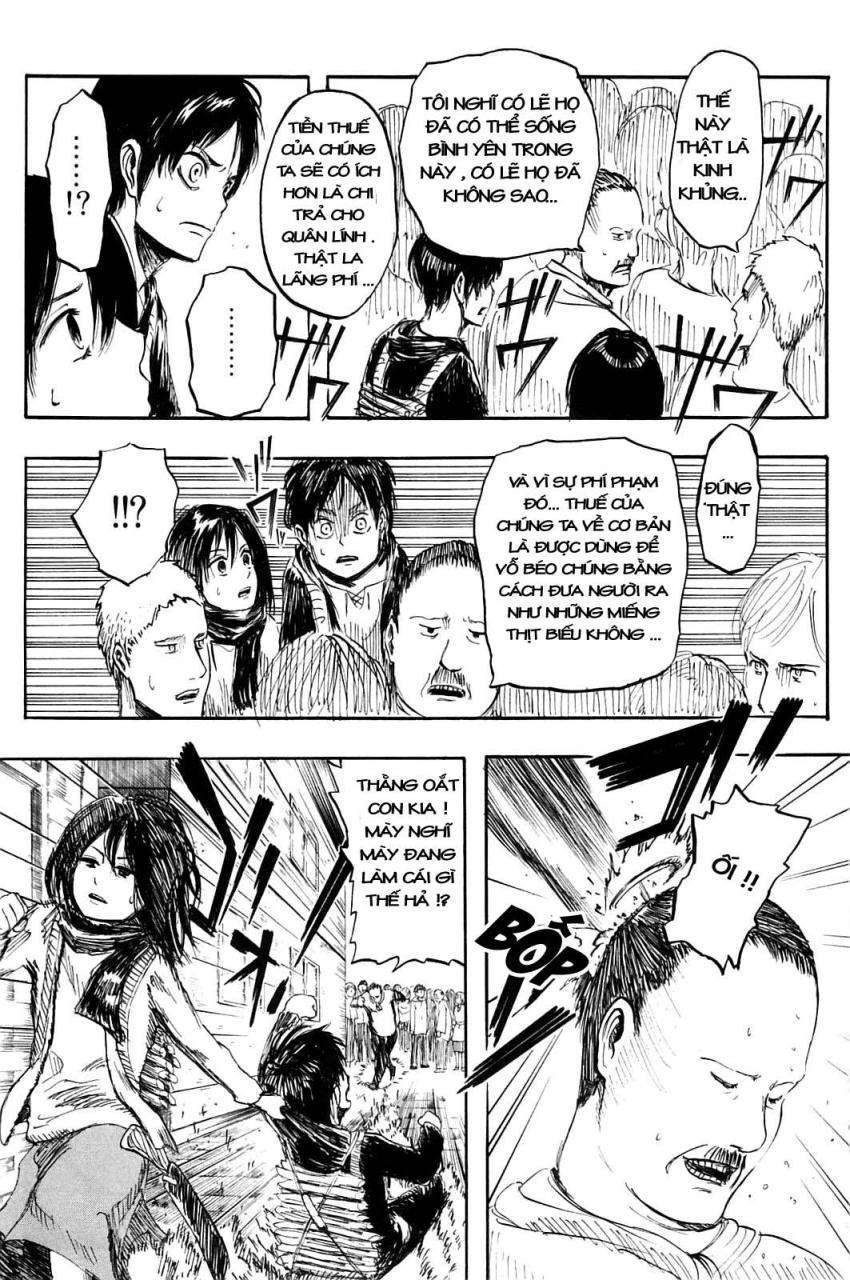 THẾ
NÀY
THẬT LÀ
KINH
KHỦNG..
TÔI NGHĨ CÓ LẼ HỌ
ĐÃ CÓ THỂ SỐNG
BÌNH YÊN TRONG
NÀY , CÓ LẼ HỌ ĐÃ
KHÔNG SAO...
TIỀN THUẾ
CỦA CHÚNG
TA SẼ CÓ ÍCH
HƠN LÀ CHI
TRẢ CHO
QUÂN LÍNH .
THẬT LA
LÃNG PHÍ ...
......
......!?
ĐÚNG
THẬT
...
VÀ VÌ SỰ PHÍ PHẠM
ĐÓ... THUẾ CỦA
CHÚNG TA VỀ CƠ BẢN
LÀ ĐƯỢC DÙNG ĐỂ
VỖ BÉO CHÚNG BẰNG
CÁCH ĐƯA NGƯỜI RA
NHƯ NHỮNG MIẾNG
THỊT BIẾU KHÔNG ...
!!?
ỐI !!
BỐP
THẰNG OẮT
CON KIA !
MÀY NGHĨ
MÀY ĐANG
LÀM CÁI GÌ
THẾ HẢ !?